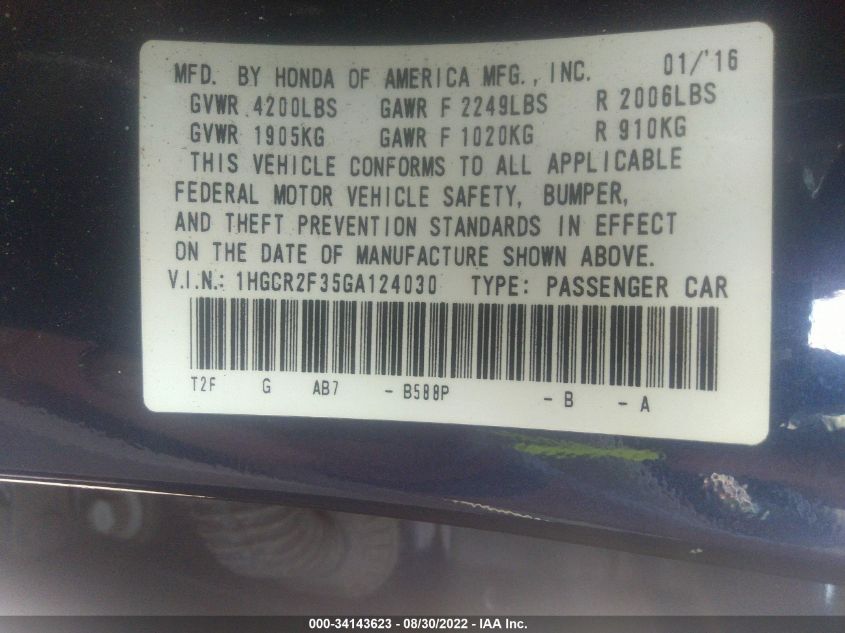 MFD. BY HONDA OF AMERICA MFG., INC. 01/'16
GVWR 4200LBS GAWR F 2249LBS R 2006LBS
GVWR 1905KG GAWR F 1020KG R 910KG
THIS VEHICLE CONFORMS TO ALL APPLICABLE
FEDERAL MOTOR VEHICLE SAFETY, BUMPER,
AND THEFT PREVENTION STANDARDS IN EFFECT
ON THE DATE OF MANUFACTURE SHOWN ABOVE.
V.I.N.: 1HGCR2F35GA124030 TYPE: PASSENGER CAR
T2F G AB7 - B588P - B - A
000-34143623 - 08/30/2022 - IAA Inc.